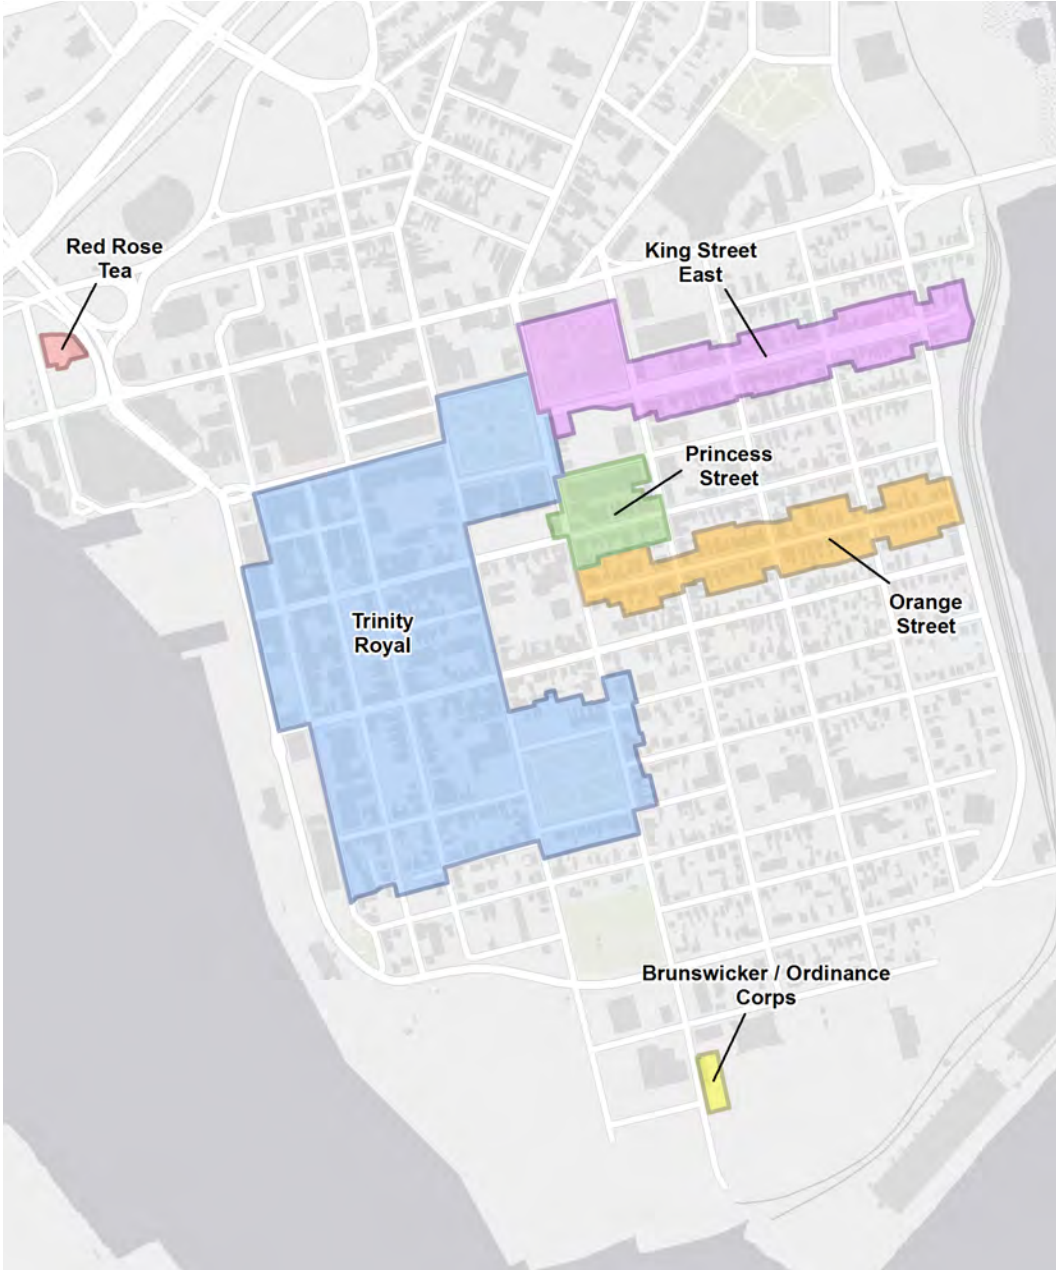 Red Rose
Tea
King Street
East
Princess
Street
Orange
Street
Trinity
Royal
Brunswicker / Ordinance
Corps